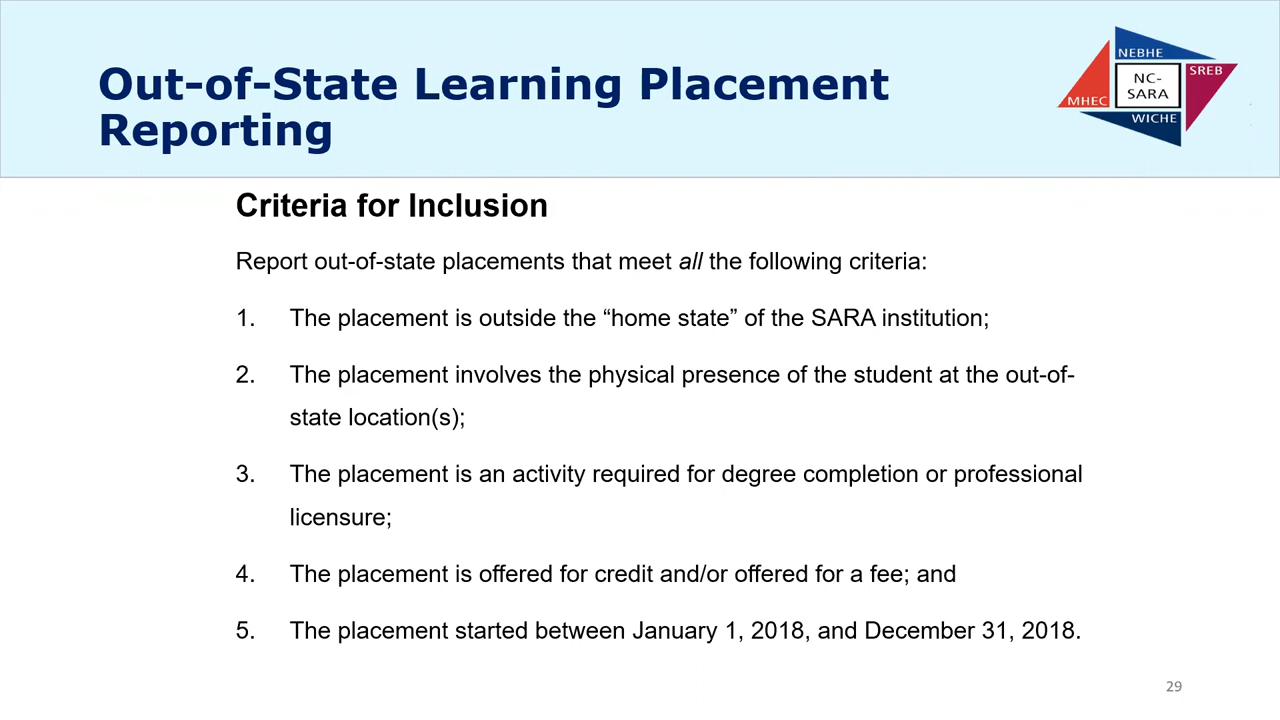 Out-of-State Learning Placement
Reporting
NEBHE
NC-
SARA
SREB
MHEC
WICHE
Criteria for Inclusion
Report out-of-state placements that meet all the following criteria:
1. The placement is outside the “home state” of the SARA institution;
2. The placement involves the physical presence of the student at the out-of-
state location(s);
3. The placement is an activity required for degree completion or professional
licensure;
4. The placement is offered for credit and/or offered for a fee; and
5. The placement started between January 1, 2018, and December 31, 2018.
29